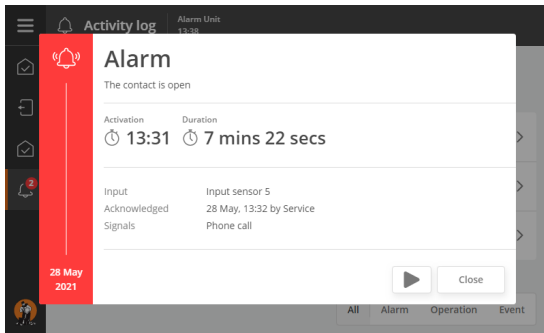 Activity log
Alarm Unit
13:38
Alarm
The contact is open
Activation Duration
13:31 7 mins 22 secs
Input Input sensor 5
Acknowledged 28 May, 13:32 by Service
Signals Phone call
2
28 May
2021
Close
All Alarm Operation Event